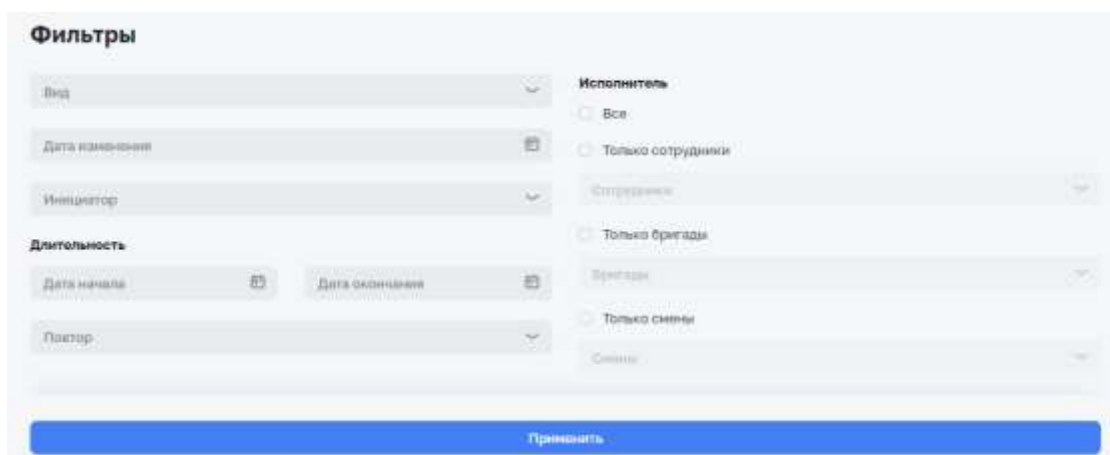 Фильтры
Вид
Дата изменения
Инициатор
Длительность
Дата начала
Дата окончания
Повтор
Исполнитель
Все
Только сотрудники
Сотрудники
Только бригады
Бригады
Только смены
Смены
Применить